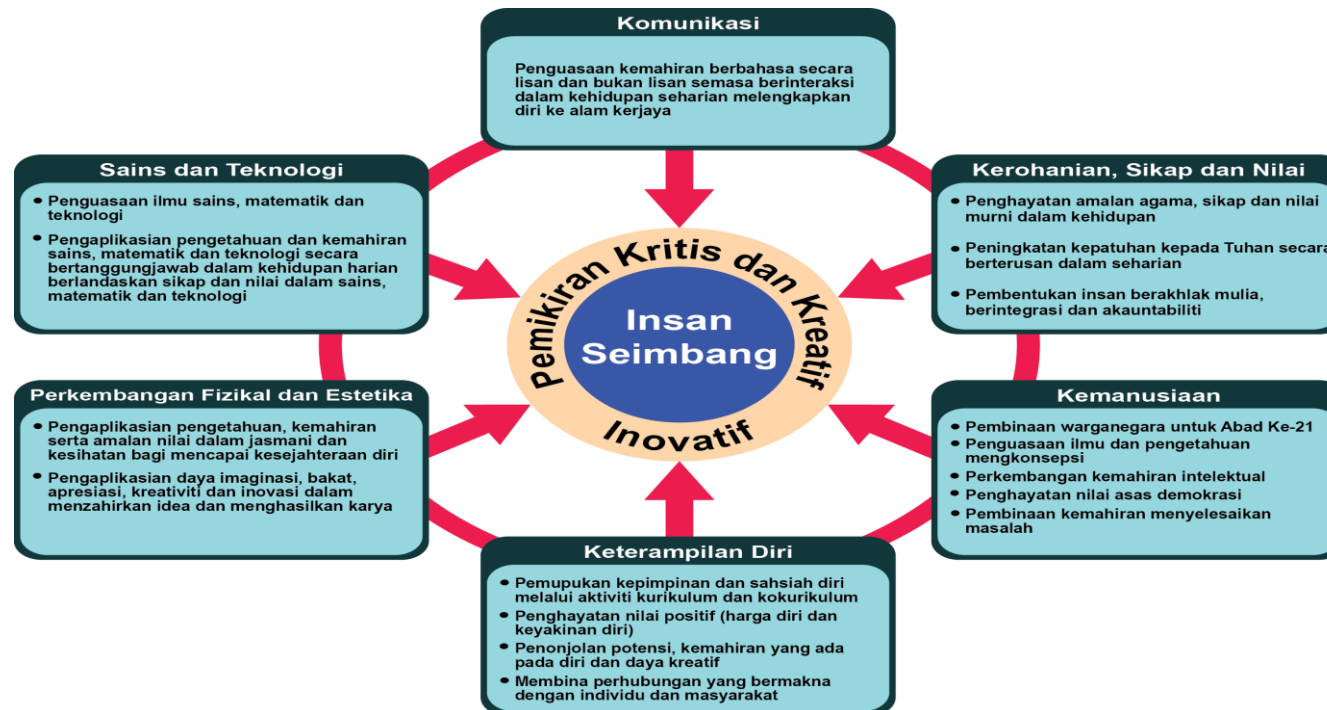 Komunikasi
Penguasaan kemahiran berbahasa secara
lisan dan bukan lisan semasa berinteraksi
dalam kehidupan seharian melengkapkan
diri ke alam kerjaya
Sains dan Teknologi
• Penguasaan ilmu sains, matematik dan
teknologi
• Pengaplikasian pengetahuan dan kemahiran
sains, matematik dan teknologi secara
bertanggungjawab dalam kehidupan harian
berlandaskan sikap dan nilai dalam sains,
matematik dan teknologi
Kerohanian, Sikap dan Nilai
• Penghayatan amalan agama, sikap dan nilai
murni dalam kehidupan
• Peningkatan kepatuhan kepada Tuhan secara
berterusan dalam seharian
• Pembentukan insan berakhlak mulia,
berintegrasi dan akauntabiliti
Pemikiran Kritis dan Kreatif
Insan
Seimbang
Inovatif
Perkembangan Fizikal dan Estetika
• Pengaplikasian pengetahuan, kemahiran
serta amalan nilai dalam jasmani dan
kesihatan bagi mencapai kesejahteraan diri
• Pengaplikasian daya imaginasi, bakat,
apresiasi, kreativiti dan inovasi dalam
menzahirkan idea dan menghasilkan karya
Kemanusiaan
• Pembinaan warganegara untuk Abad Ke-21
• Penguasaan ilmu dan pengetahuan
mengkonsepsi
• Perkembangan kemahiran intelektual
• Penghayatan nilai asas demokrasi
• Pembinaan kemahiran menyelesaikan
masalah
Keterampilan Diri
• Pemupukan kepimpinan dan sahsiah diri
melalui aktiviti kurikulum dan kokurikulum
• Penghayatan nilai positif (harga diri dan
keyakinan diri)
• Penonjolan potensi, kemahiran yang ada
pada diri dan daya kreatif
• Membina perhubungan yang bermakna
dengan individu dan masyarakat